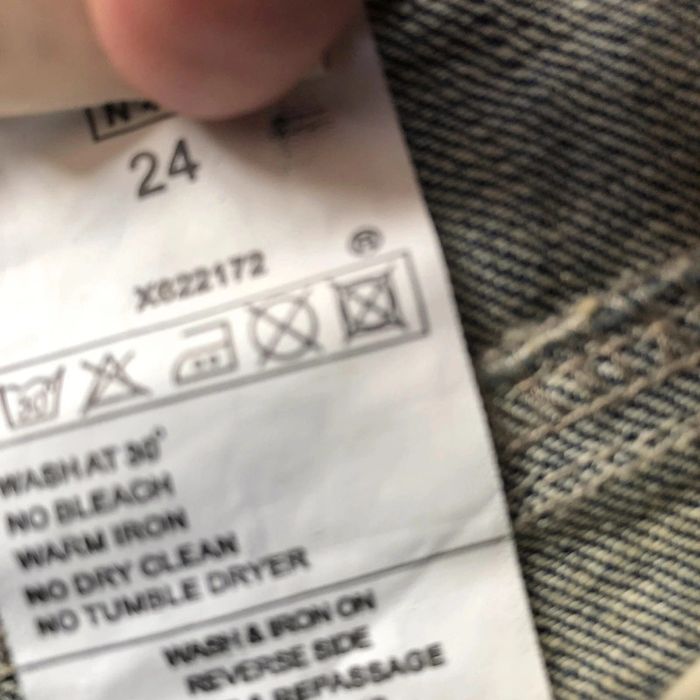 24
X622172
®
30
WASH AT 30°
NO BLEACH
WARM IRON
NO DRY CLEAN
NO TUMBLE DRYER
WASH & IRON ON
REVERSE SIDE
& REPASSAGE